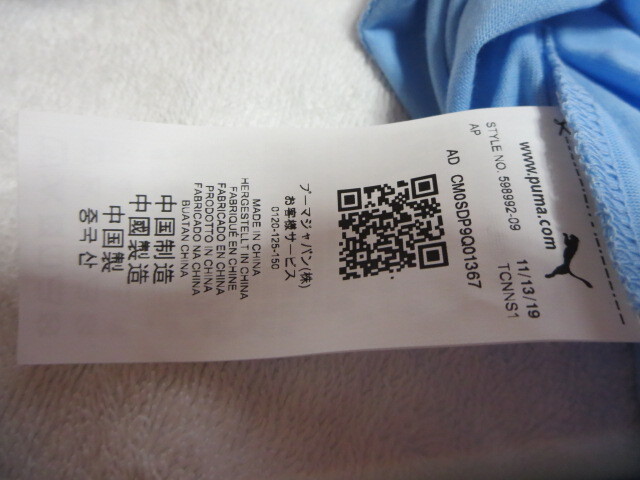 www.puma.com
STYLE NO. 598992-09
11/13/19
AP
TCNNS1
AD CM0SDP9Q01367
プーマジャパン(株)
お客様サービス
0120-125-150
MADE IN CHINA
HERGESTELLT IN CHINA
FABRIQUÉ EN CHINE
PRODOTTO IN CHINA
FABRICADO EN CHINA
FABRICADO NA CHINA
BUATAN CHINA
中国制造
中國製造
中国製
중국 산